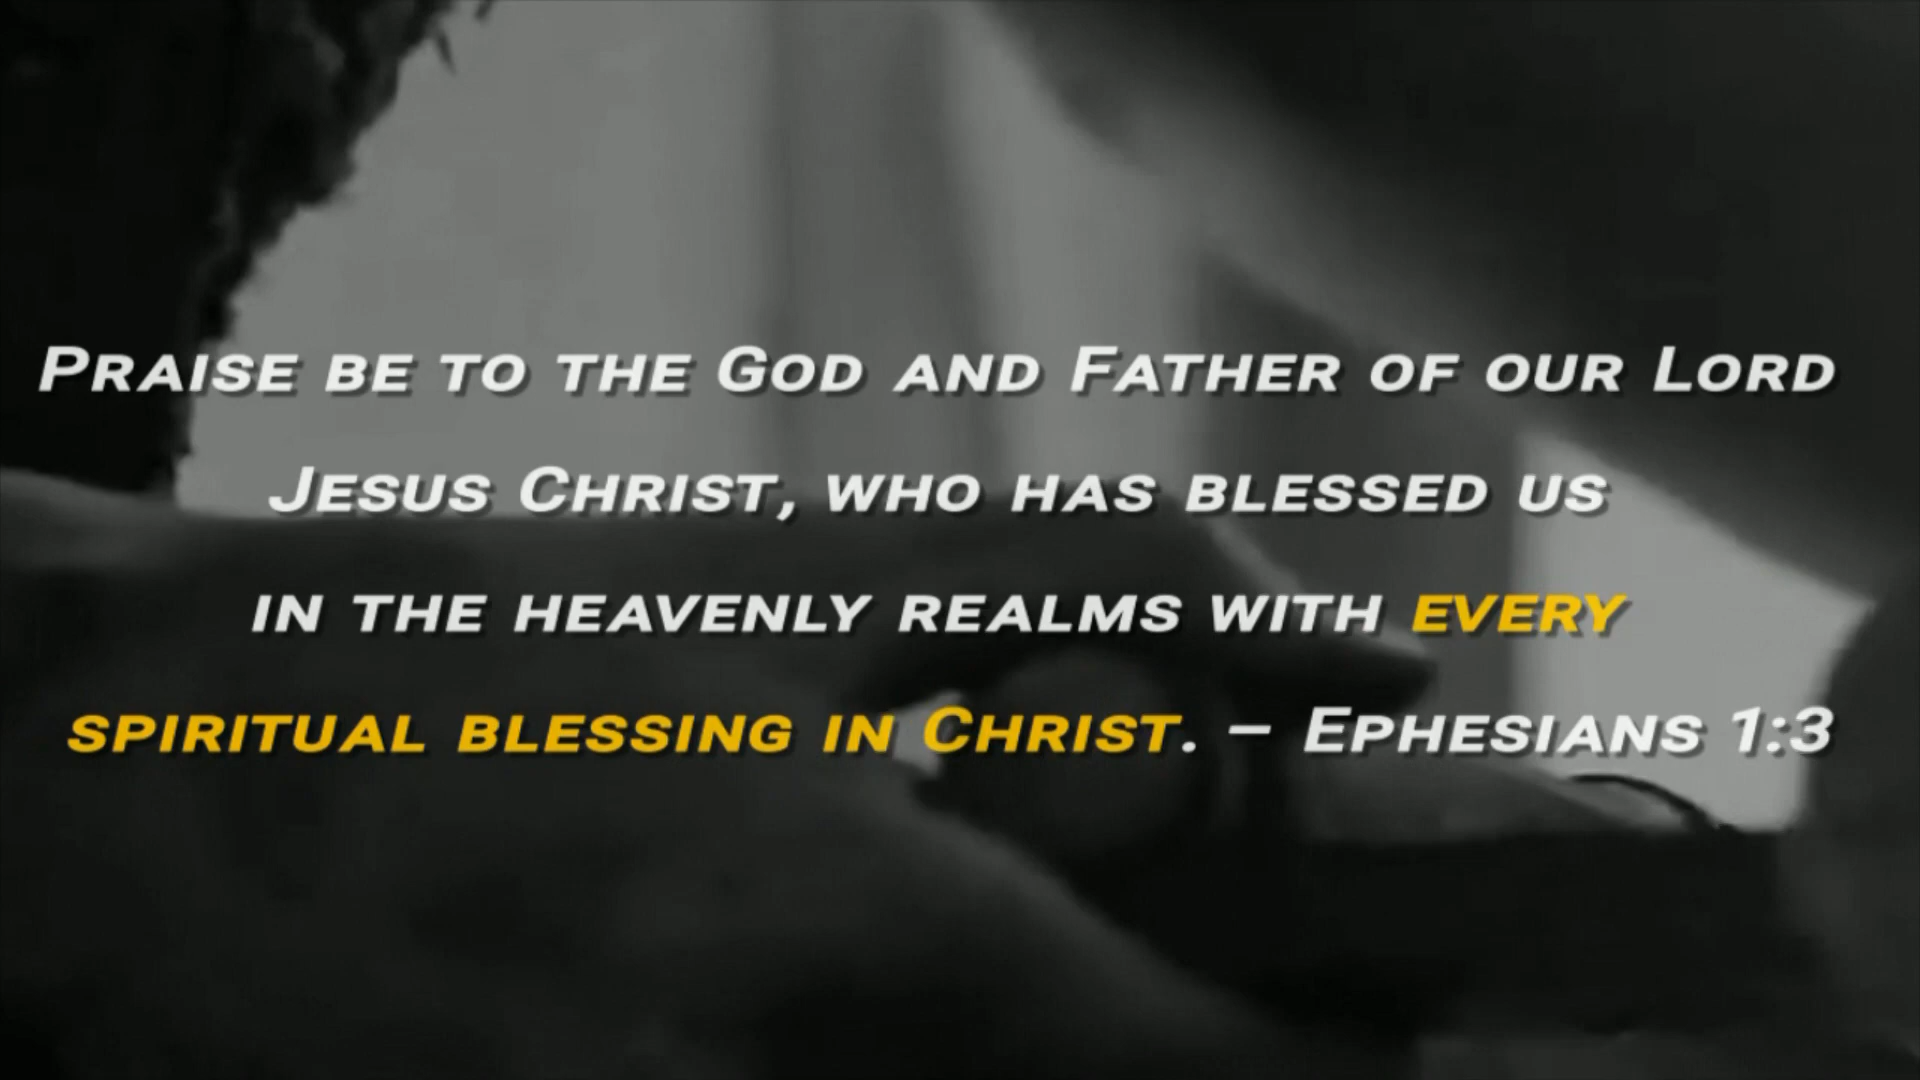 Praise be to the God and Father of our Lord
Jesus Christ, who has blessed us
in the heavenly realms with every
spiritual blessing in Christ. – Ephesians 1:3